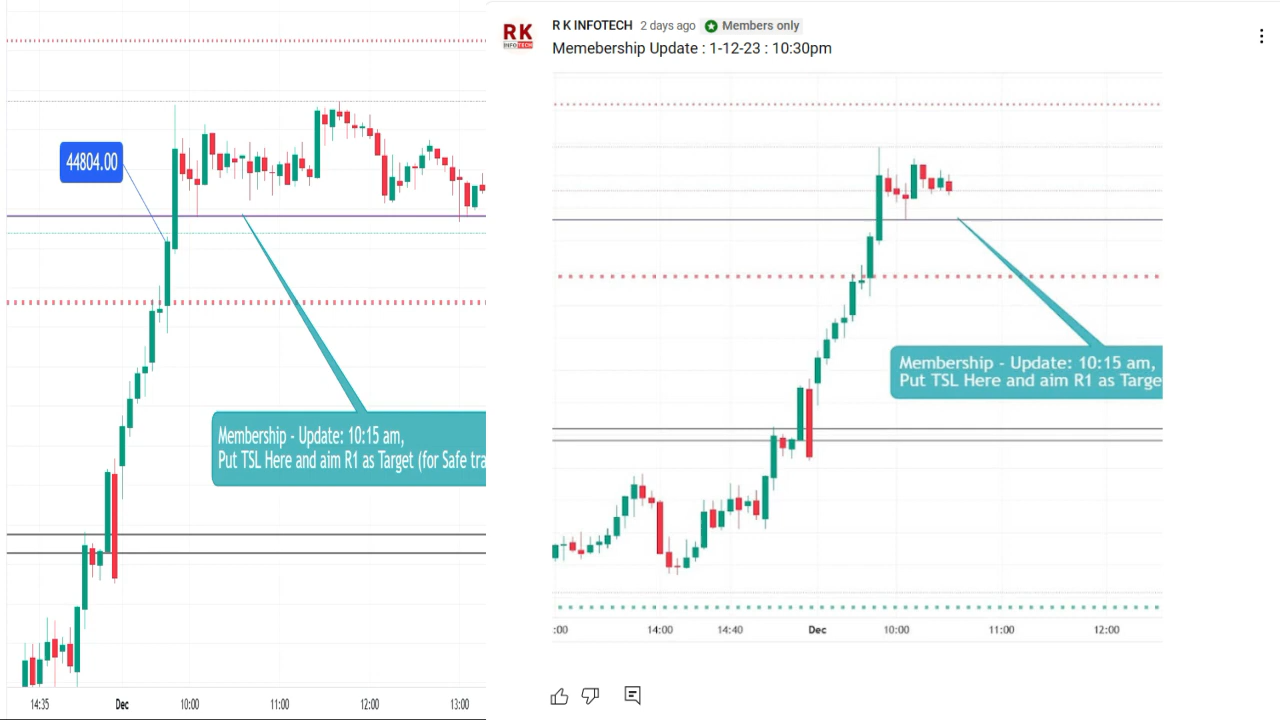 44804.00
Membership - Update: 10:15 am,
Put TSL Here and aim R1 as Target (for Safe tra
14:35 Dec 10:00 11:00 12:00 13:00
RK
INFOTECH
R K INFOTECH 2 days ago Members only
Memebership Update : 1-12-23 : 10:30pm
Membership - Update: 10:15 am,
Put TSL Here and aim R1 as Targe
:00 14:00 14:40 Dec 10:00 11:00 12:00